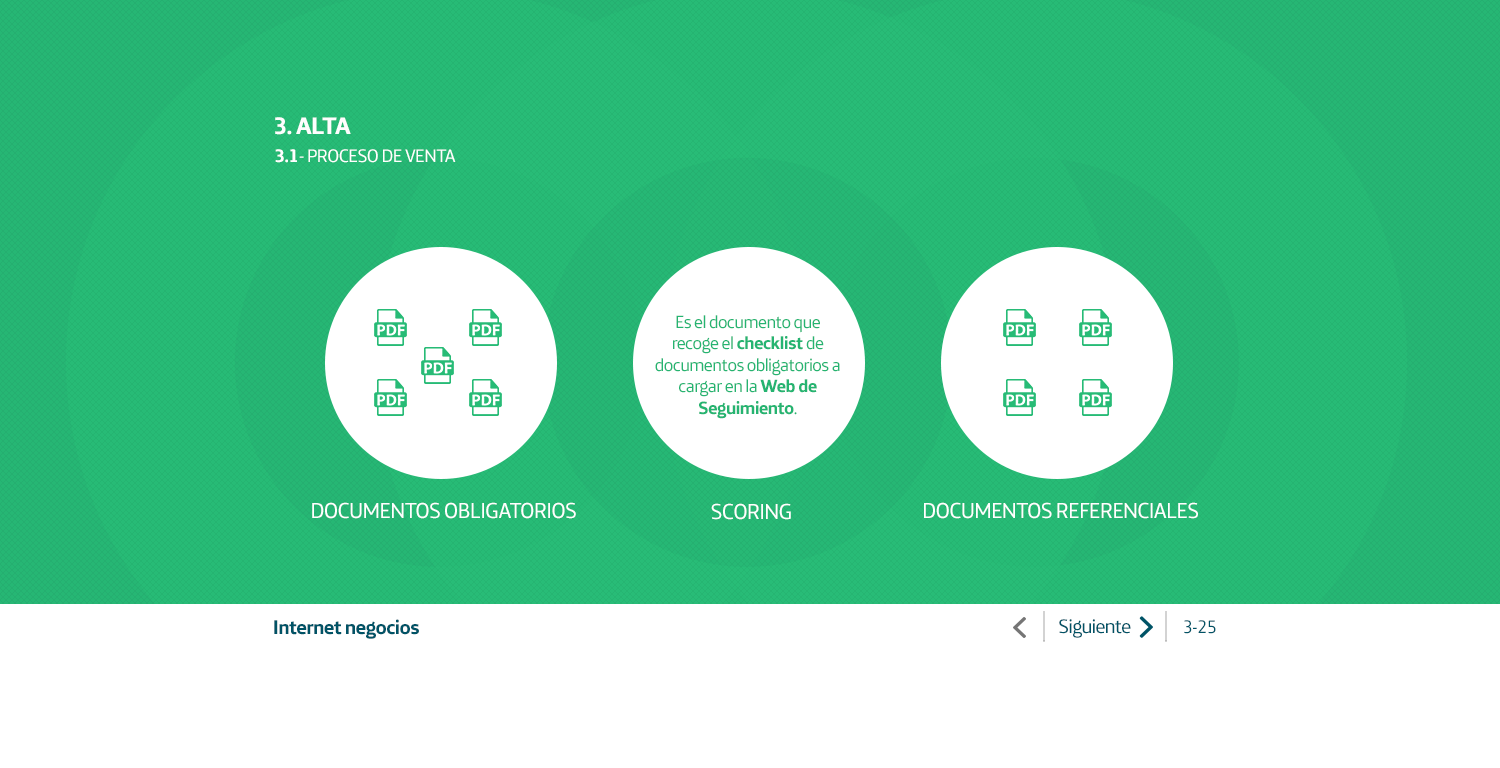 3. ALTA
3.1- PROCESO DE VENTA
PDF PDF
PDF
PDF PDF
DOCUMENTOS OBLIGATORIOS
Es el documento que
recoge el checklist de
documentos obligatorios a
cargar en la Web de
Seguimiento.
SCORING
PDF PDF
PDF PDF
DOCUMENTOS REFERENCIALES
Internet negocios
Siguiente
3-25